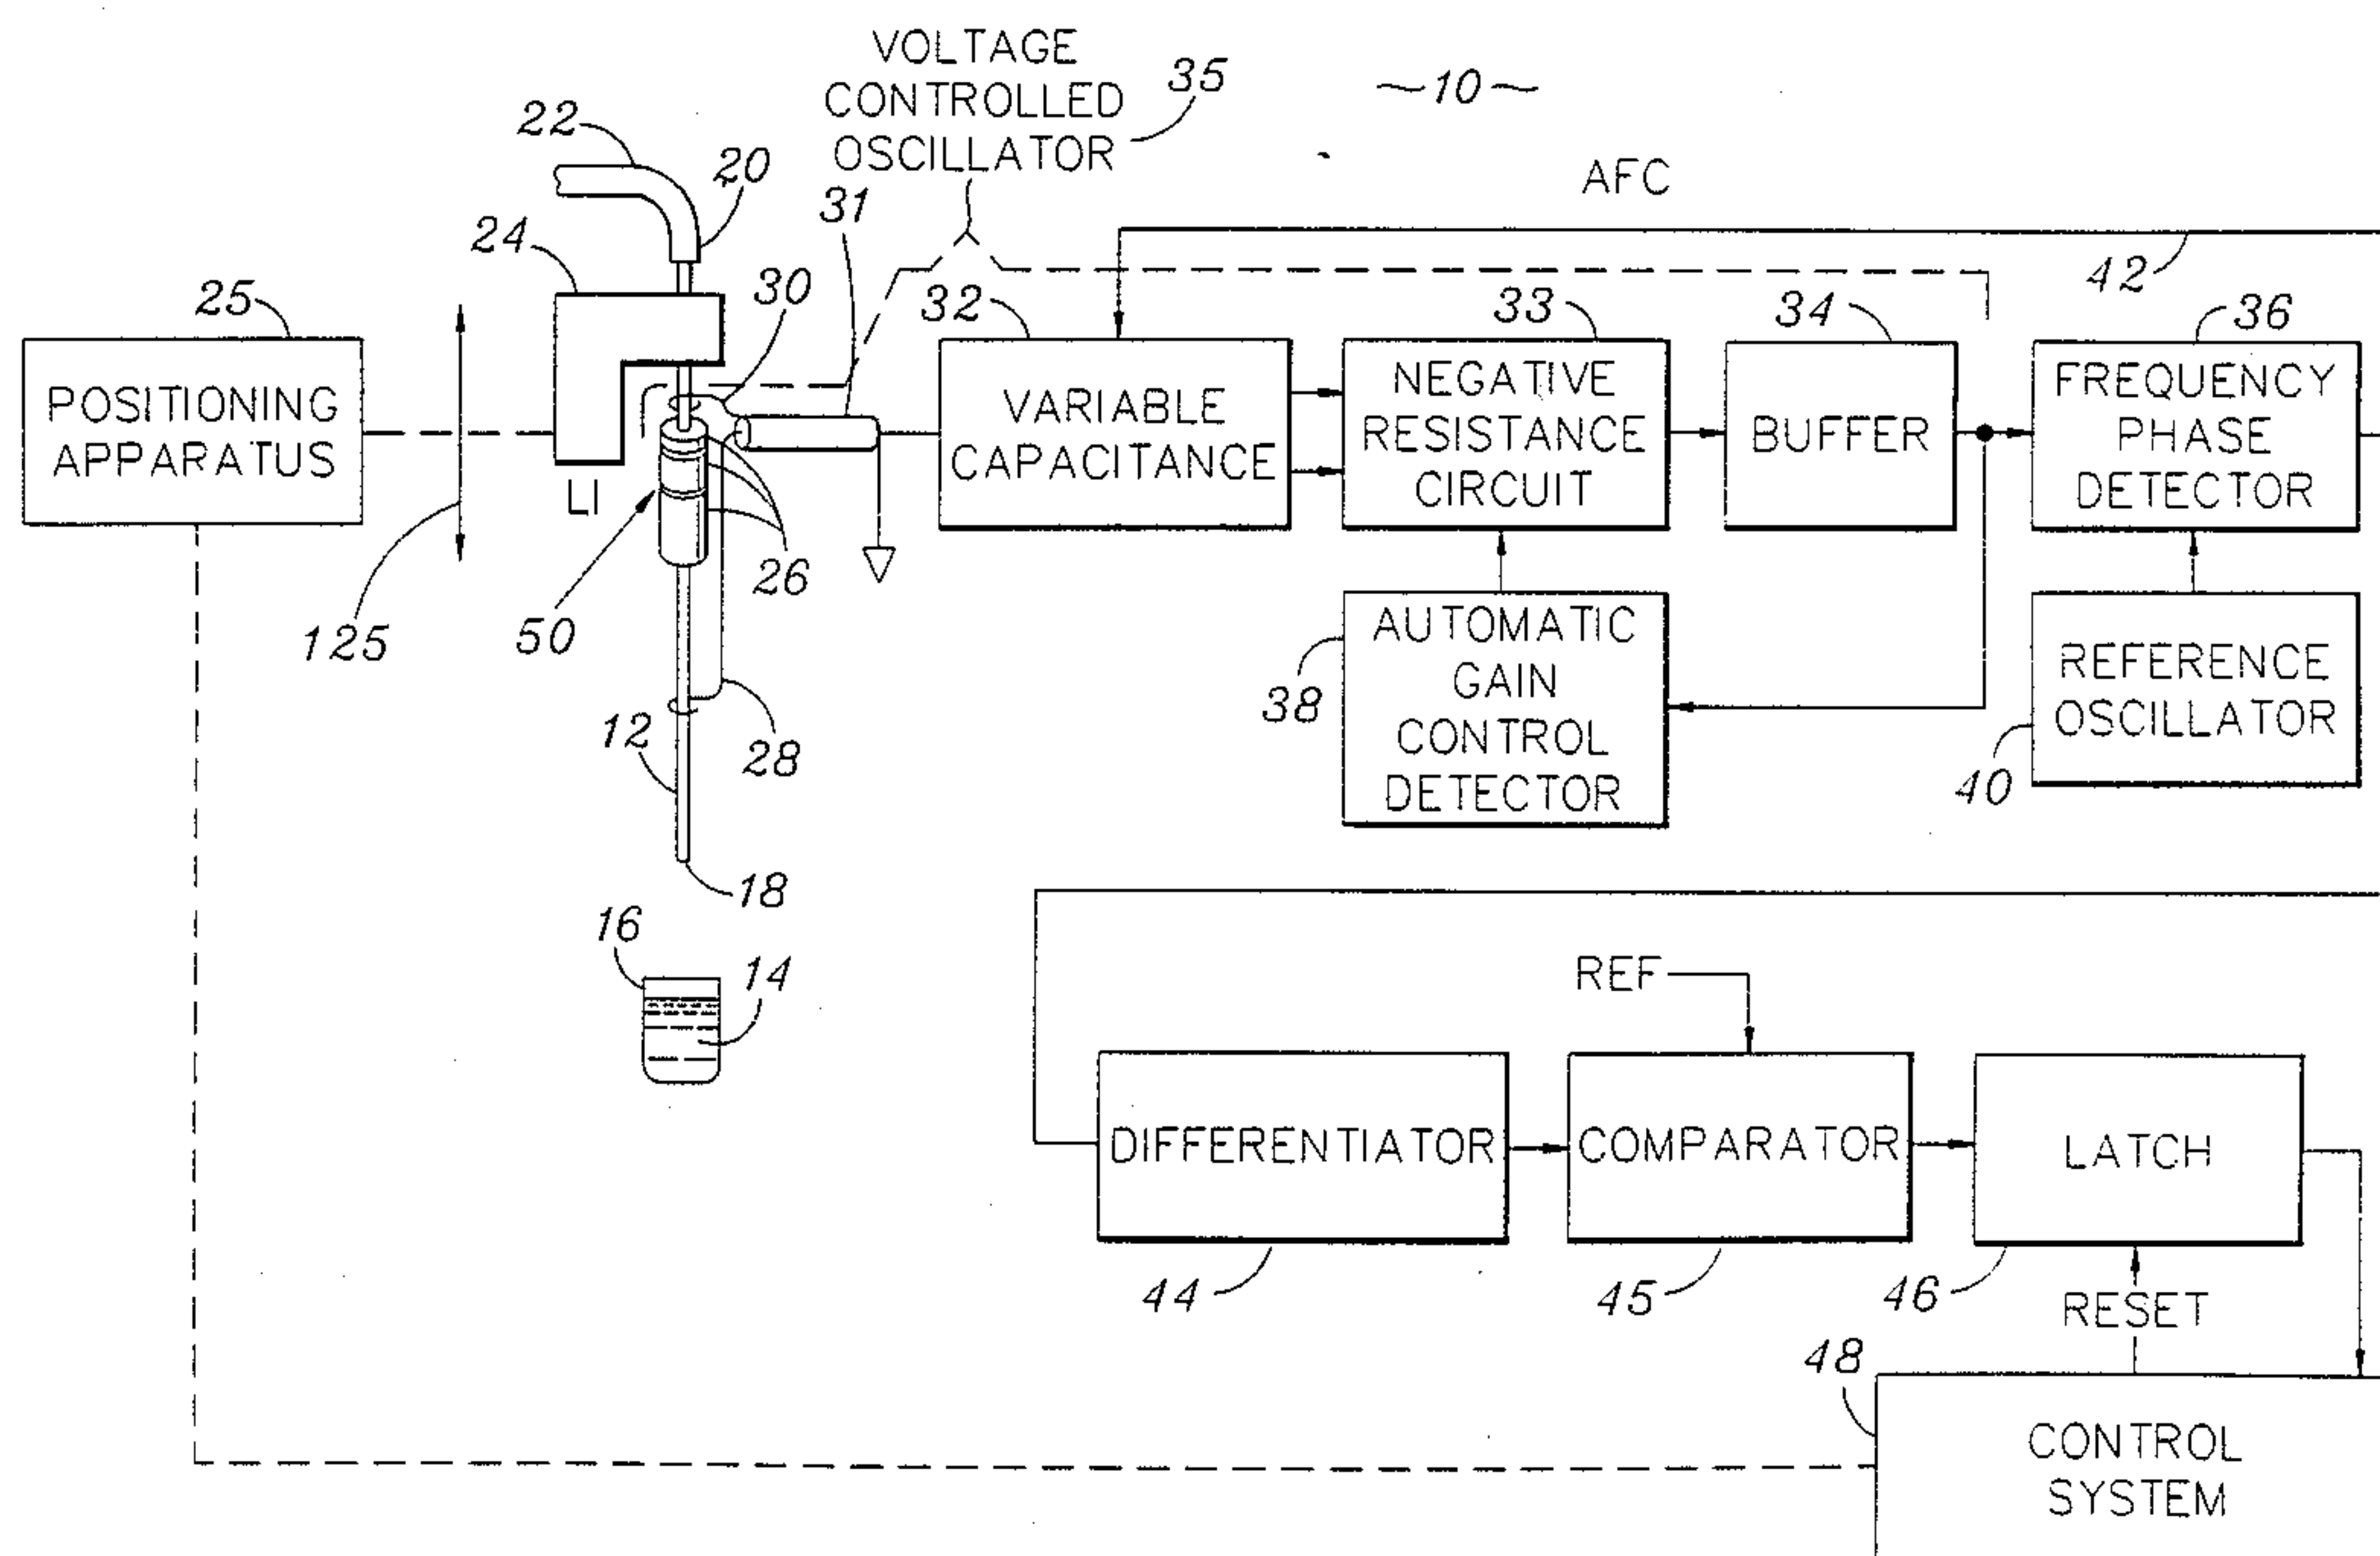 VOLTAGE
CONTROLLED
OSCILLATOR
35
~10~
22
20
AFC
31
24
42
25
30
32
33
34
36
POSITIONING
APPARATUS
VARIABLE
CAPACITANCE
NEGATIVE
RESISTANCE
CIRCUIT
BUFFER
FREQUENCY
PHASE
DETECTOR
L1
26
50
125
AUTOMATIC
GAIN
CONTROL
DETECTOR
38
REFERENCE
OSCILLATOR
40
12
28
18
16
14
REF
DIFFERENTIATOR
COMPARATOR
LATCH
44
45
46
RESET
48
CONTROL
SYSTEM